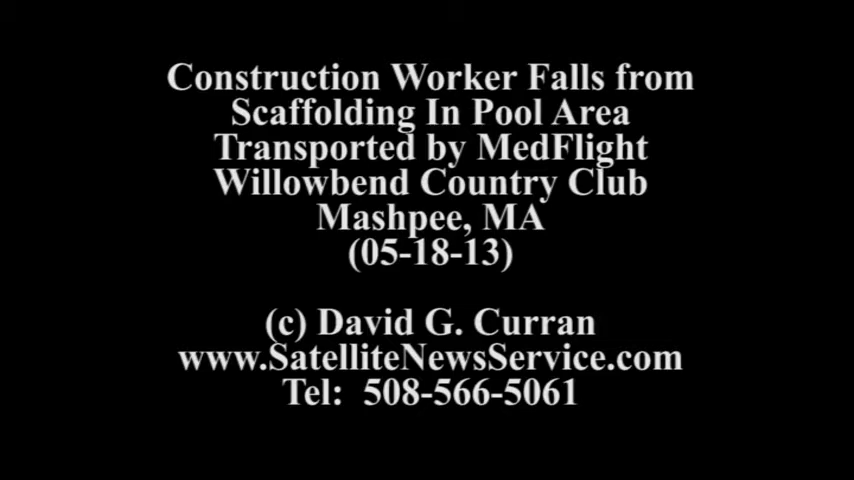 Construction Worker Falls from
Scaffolding In Pool Area
Transported by MedFlight
Willowbend Country Club
Mashpee, MA
(05-18-13)
(c) David G. Curran
www.SatelliteNewsService.com
Tel:  508-566-5061